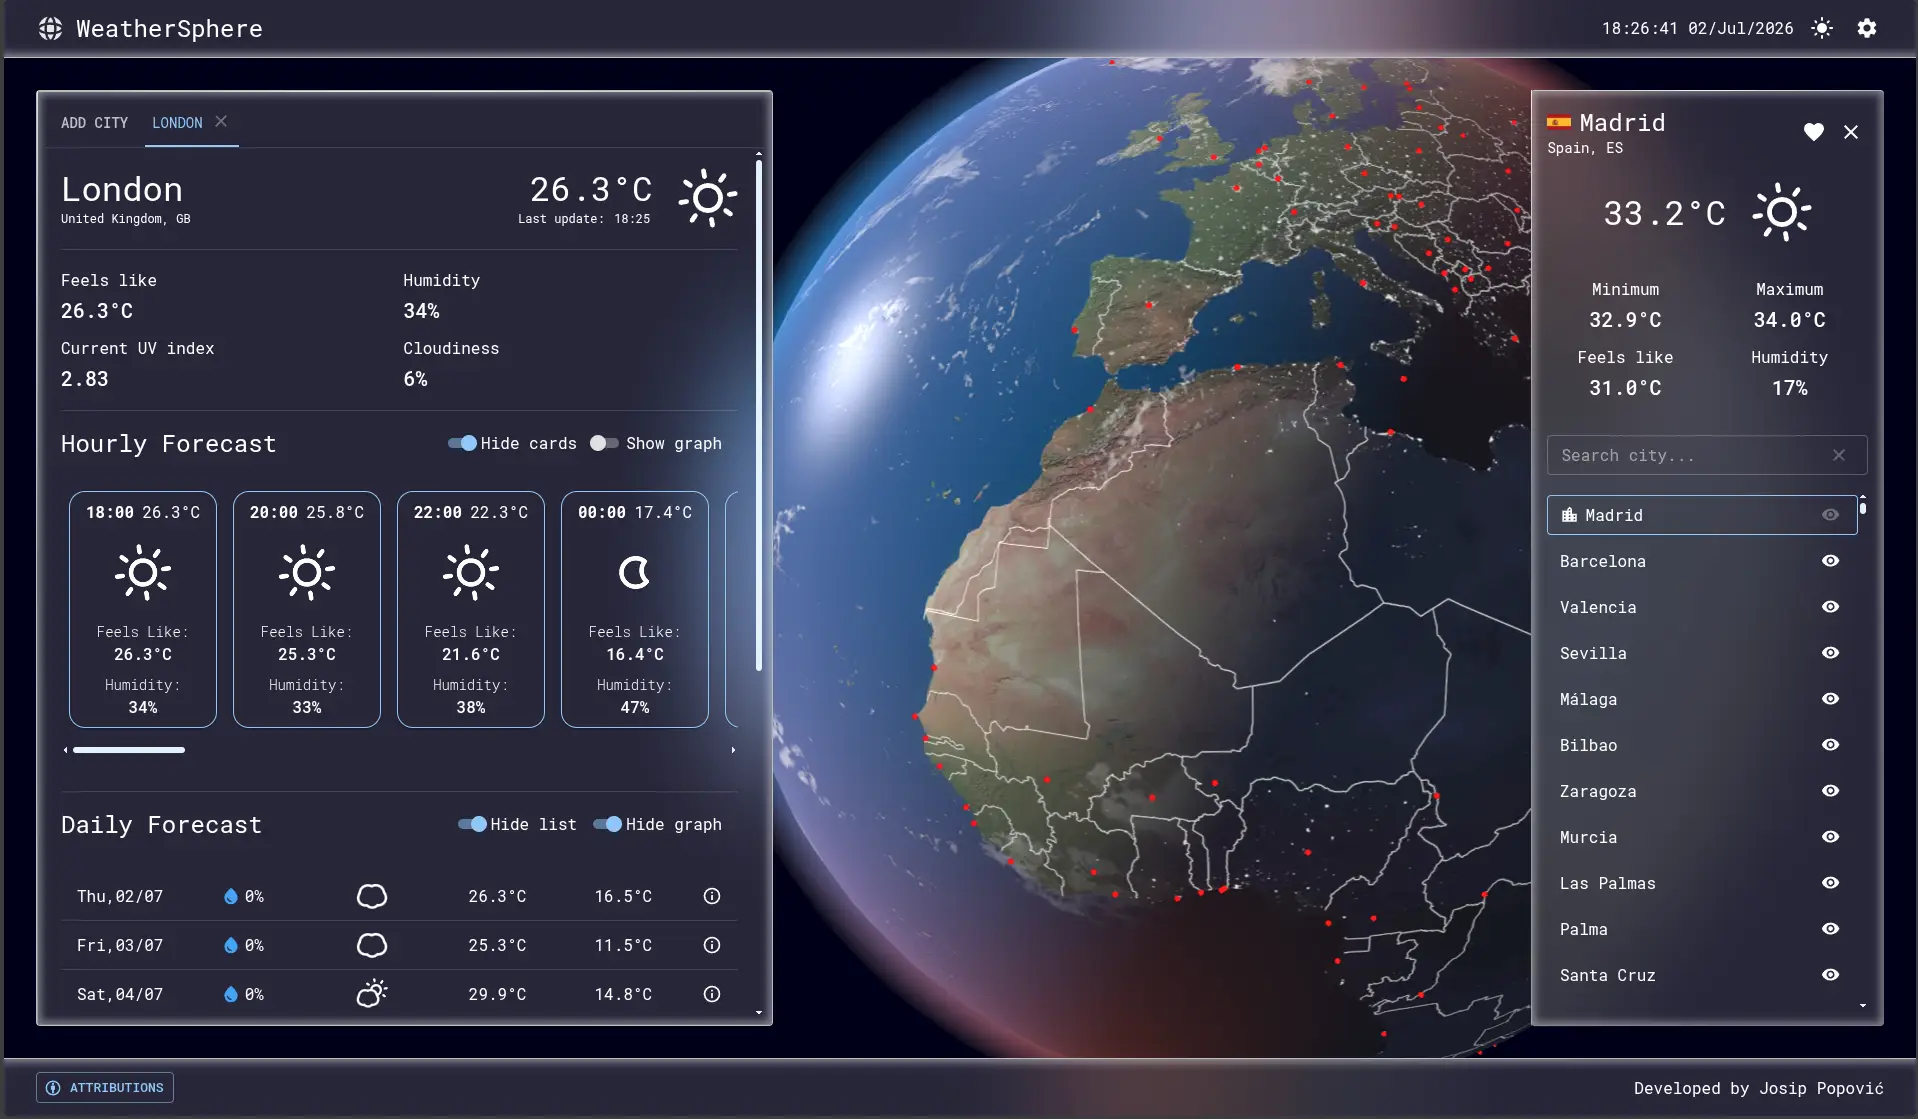 WeatherSphere
18:26:41 02/Jul/2026
ADD CITY LONDON
London
United Kingdom, GB
26.3°C
Last update: 18:25
Feels like
26.3°C
Humidity
34%
Current UV index
2.83
Cloudiness
6%
Hourly Forecast
Hide cards Show graph
18:00 26.3°C
Feels Like:
26.3°C
Humidity:
34%
20:00 25.8°C
Feels Like:
25.3°C
Humidity:
33%
22:00 22.3°C
Feels Like:
21.6°C
Humidity:
38%
00:00 17.4°C
Feels Like:
16.4°C
Humidity:
47%
Daily Forecast
Hide list Hide graph
Thu,02/07 0% 26.3°C 16.5°C
Fri,03/07 0% 25.3°C 11.5°C
Sat,04/07 0% 29.9°C 14.8°C
Madrid
Spain, ES
33.2°C
Minimum
32.9°C
Maximum
34.0°C
Feels like
31.0°C
Humidity
17%
Search city...
Madrid
Barcelona
Valencia
Sevilla
Málaga
Bilbao
Zaragoza
Murcia
Las Palmas
Palma
Santa Cruz
ATTRIBUTIONS
Developed by Josip Popović